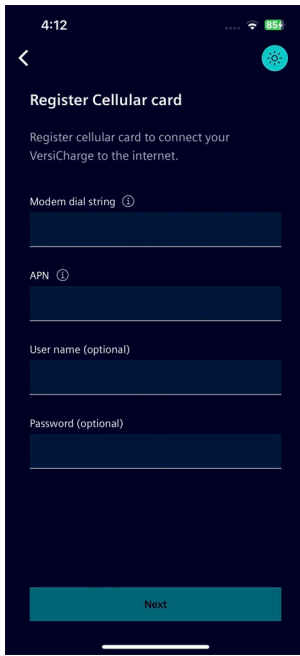 4:12
85
Register Cellular card
Register cellular card to connect your
VersiCharge to the internet.
Modem dial string
APN
User name (optional)
Password (optional)
Next